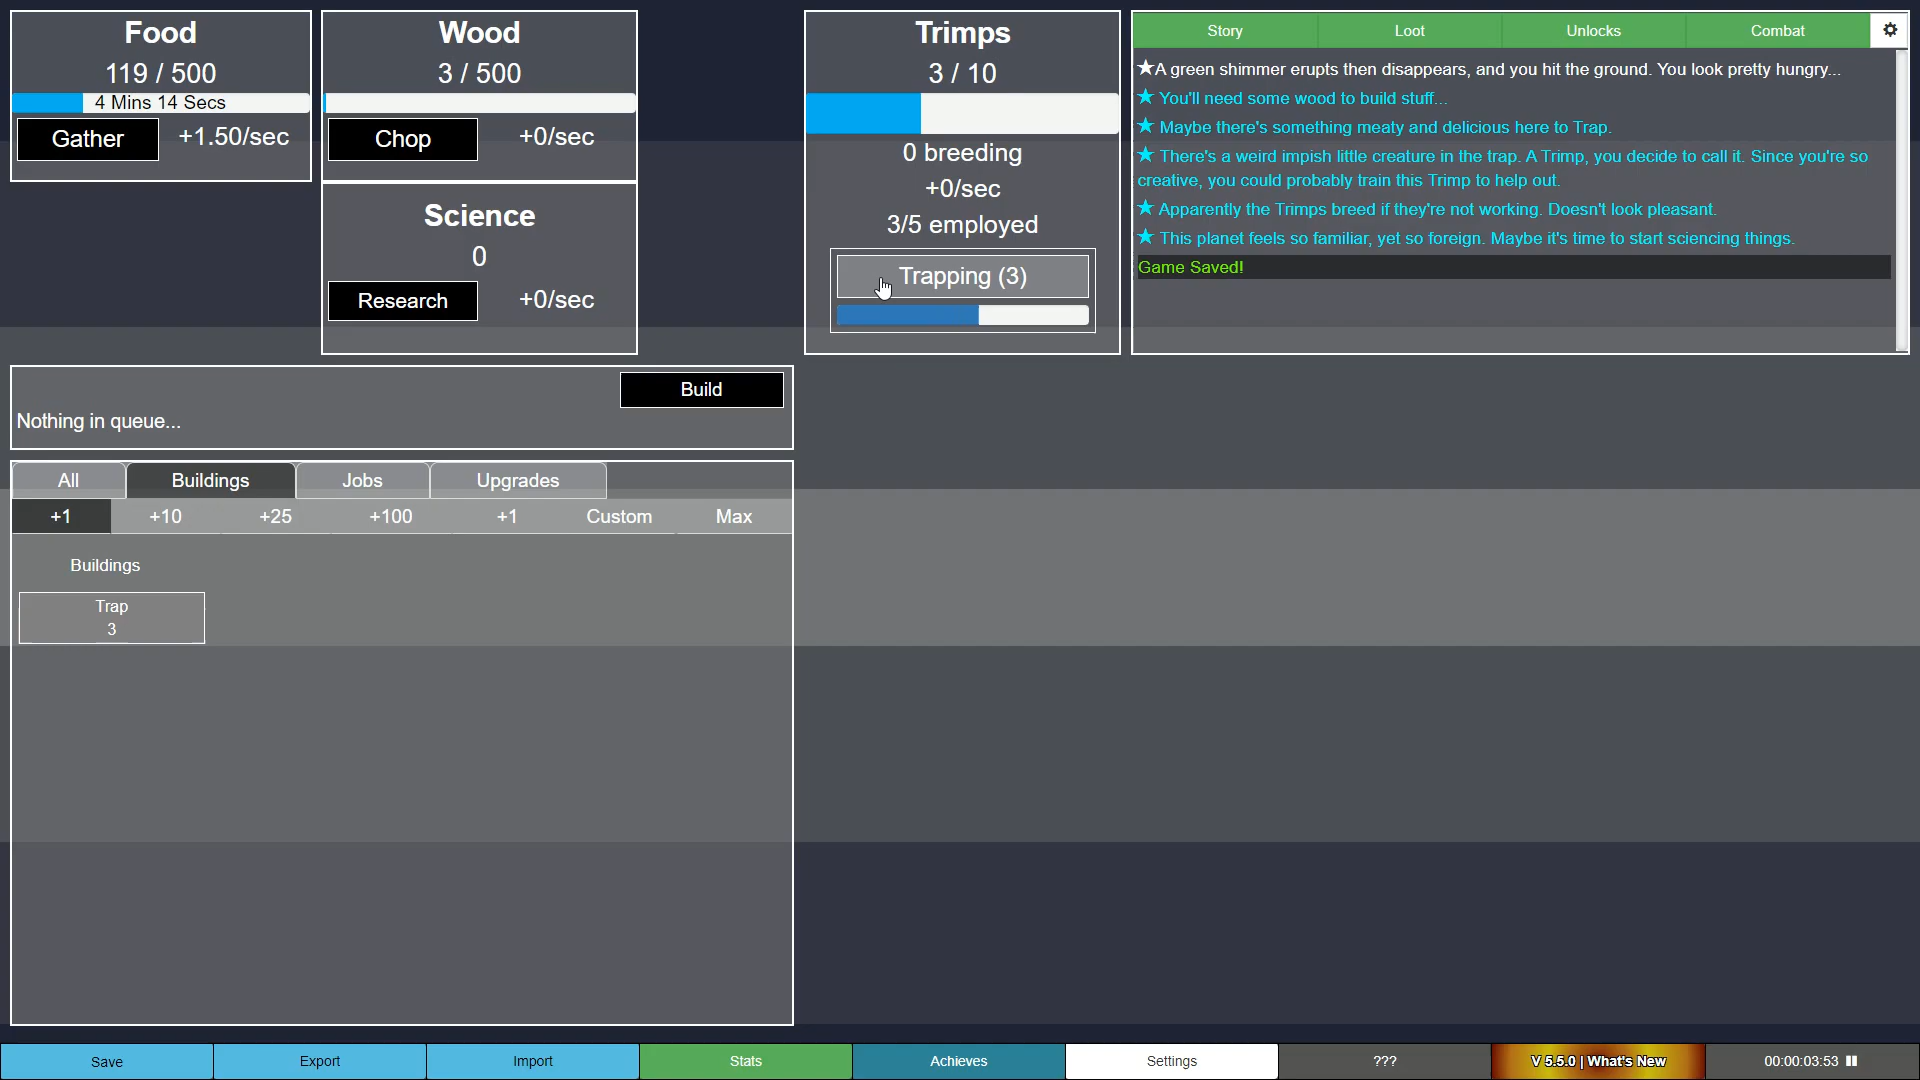 Food
119 / 500
4 Mins 14 Secs
Gather
+1.50/sec
Wood
3 / 500
Chop
+0/sec
Science
0
Research
+0/sec
Trimps
3 / 10
0 breeding
+0/sec
3/5 employed
Trapping (3)
Story
Loot
Unlocks
Combat
A green shimmer erupts then disappears, and you hit the ground. You look pretty hungry...
You'll need some wood to build stuff...
Maybe there's something meaty and delicious here to Trap.
There's a weird impish little creature in the trap. A Trimp, you decide to call it. Since you're so
creative, you could probably train this Trimp to help out.
Apparently the Trimps breed if they're not working. Doesn't look pleasant.
This planet feels so familiar, yet so foreign. Maybe it's time to start sciencing things.
Game Saved!
Build
Nothing in queue...
All
Buildings
Jobs
Upgrades
+1
+10
+25
+100
+1
Custom
Max
Buildings
Trap
3
Save
Export
Import
Stats
Achieves
Settings
???
V 5.5.0 | What's New
00:00:03:53